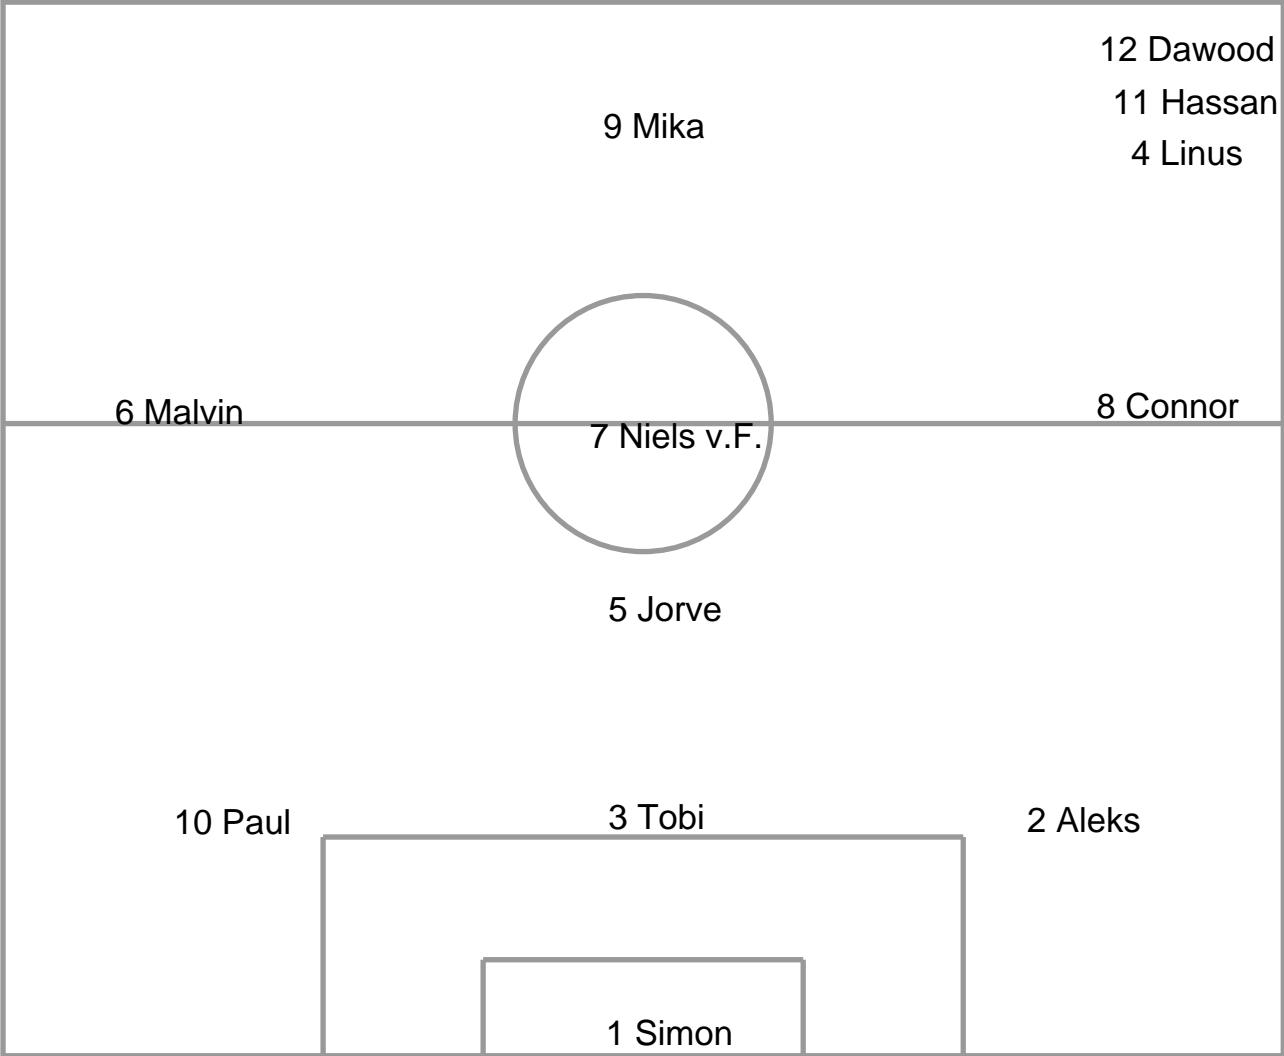 12 Dawood
11 Hassan
9 Mika
4 Linus
8 Connor
6 Malvin
7 Niels v.F.
5 Jorve
3 Tobi
2 Aleks
10 Paul
1 Simon